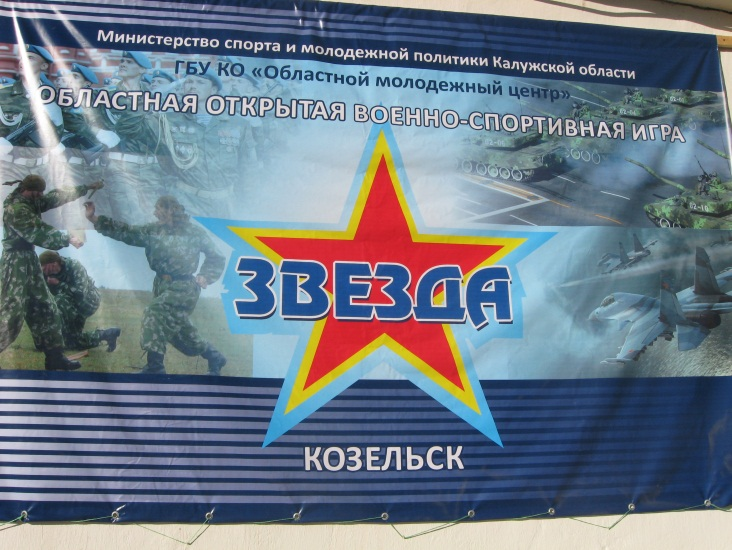 Министерство спорта и молодежной политики Калужской области
ГБУ КО «Областной молодежный центр»
ОБЛАСТНАЯ ОТКРЫТАЯ ВОЕННО-СПОРТИВНАЯ ИГРА
ЗВЕЗДА
КОЗЕЛЬСК